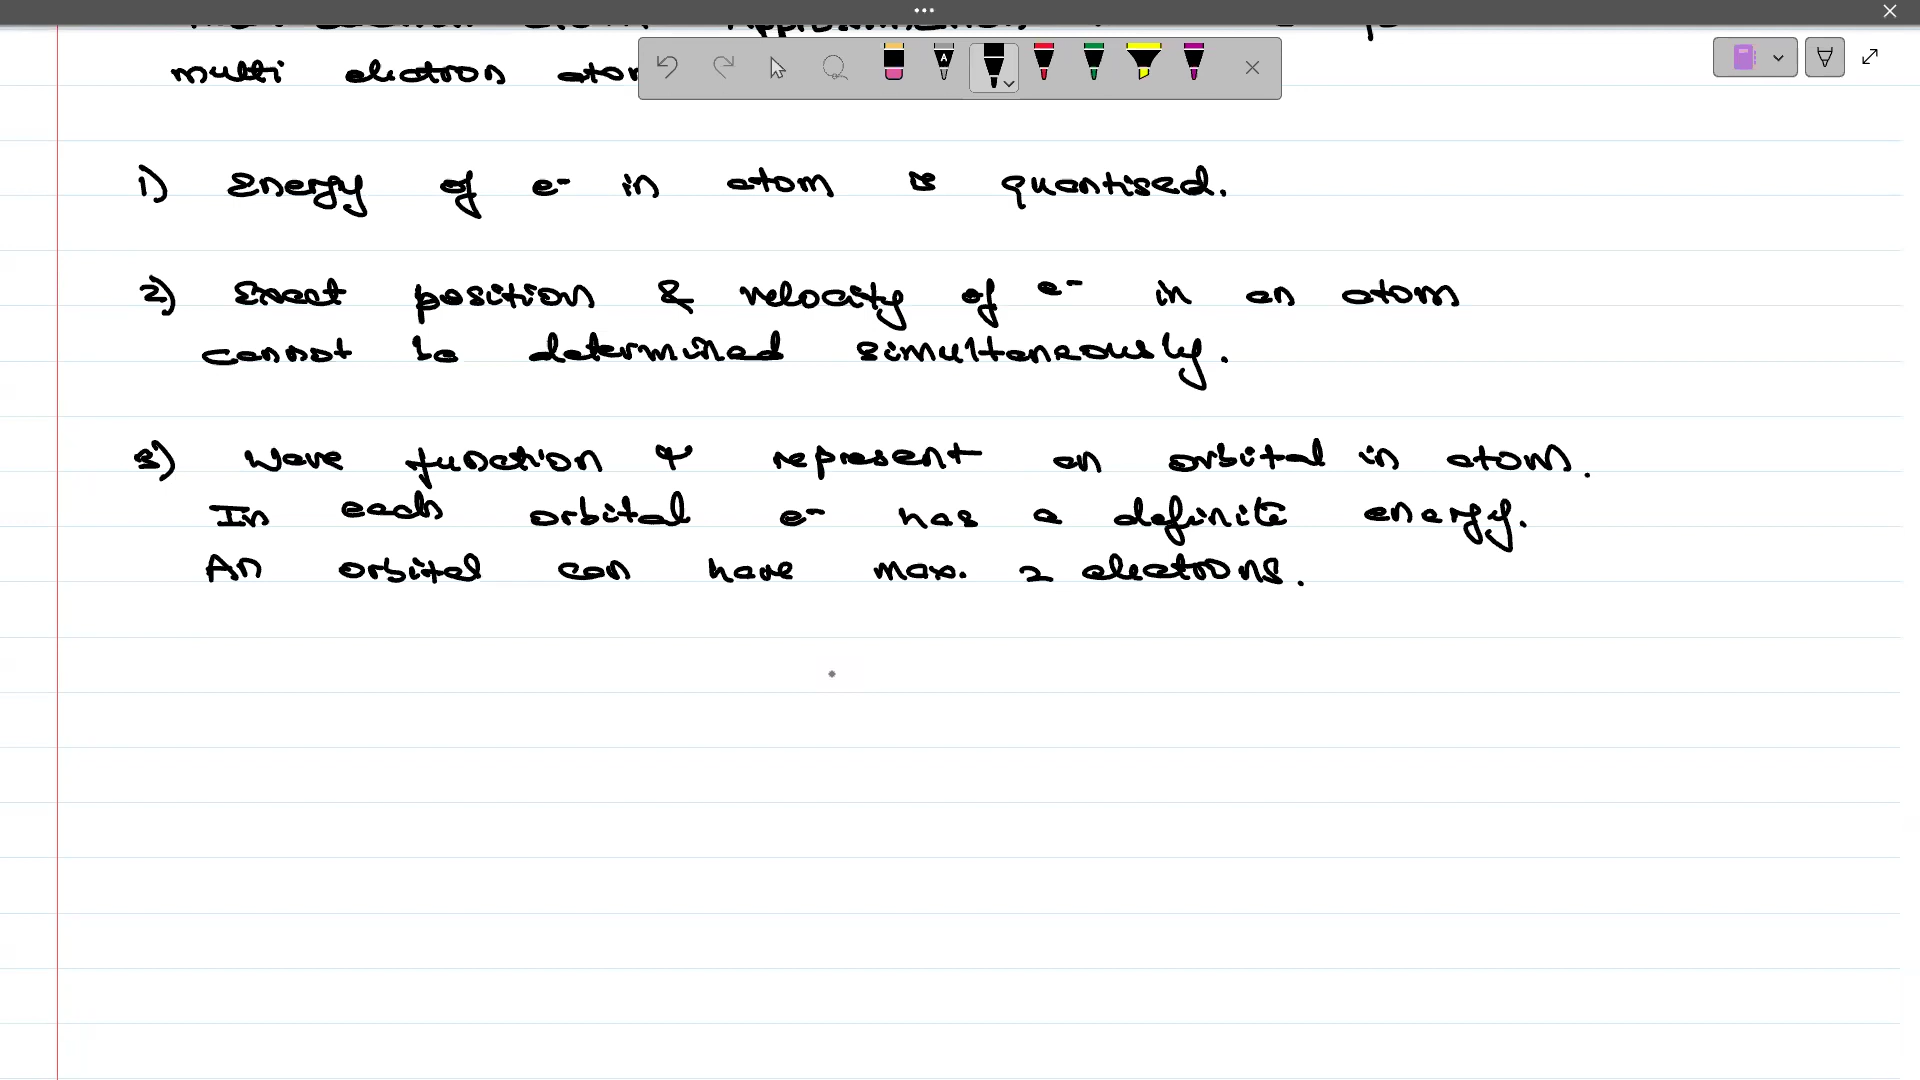 multi electron
1) Energy of e- in atom is quantised.
2) Exact position & velocity of e- in an atom
cannot be determined simultaneously.
3) Wave function ψ represent an orbital in atom.
In each orbital e- has a definite energy.
An orbital can have max. 2 electrons.